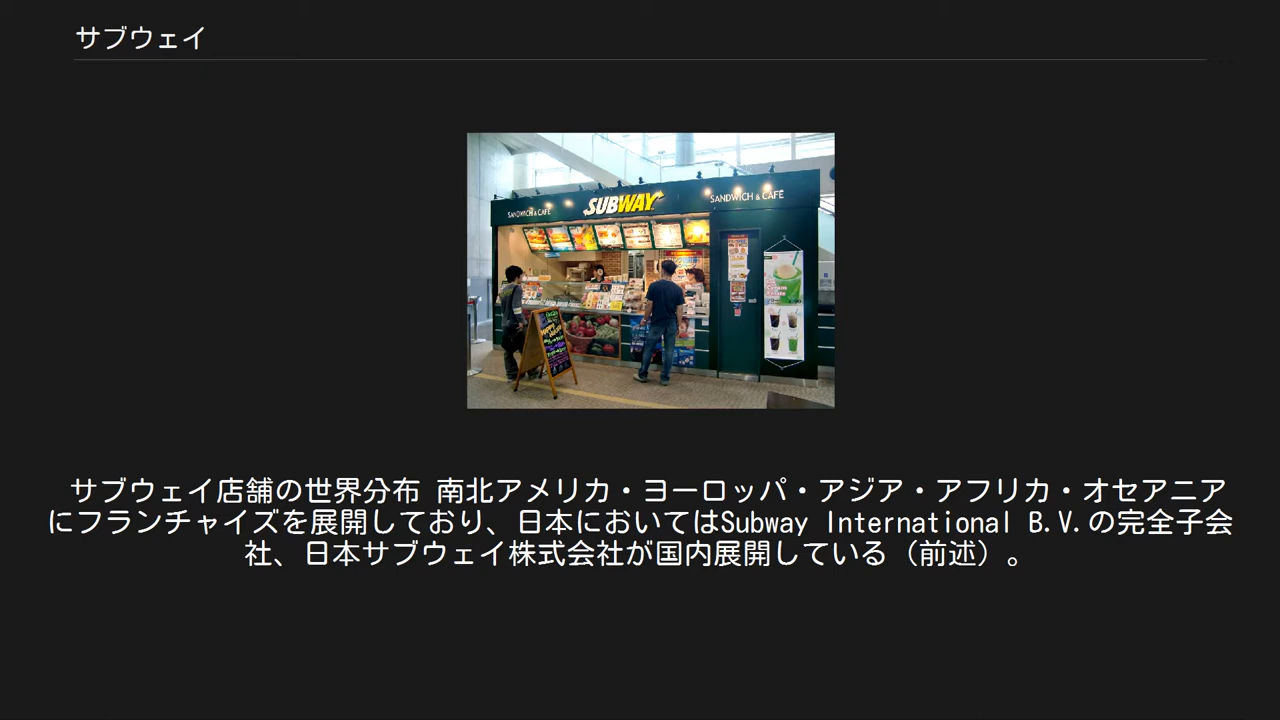 サブウェイ
SANDWICH & CAFE
SUBWAY
SANDWICH & CAFE
サブウェイ店舗の世界分布 南北アメリカ・ヨーロッパ・アジア・アフリカ・オセアニア
にフランチャイズを展開しており、日本においてはSubway International B.V.の完全子会
社、日本サブウェイ株式会社が国内展開している（前述）。